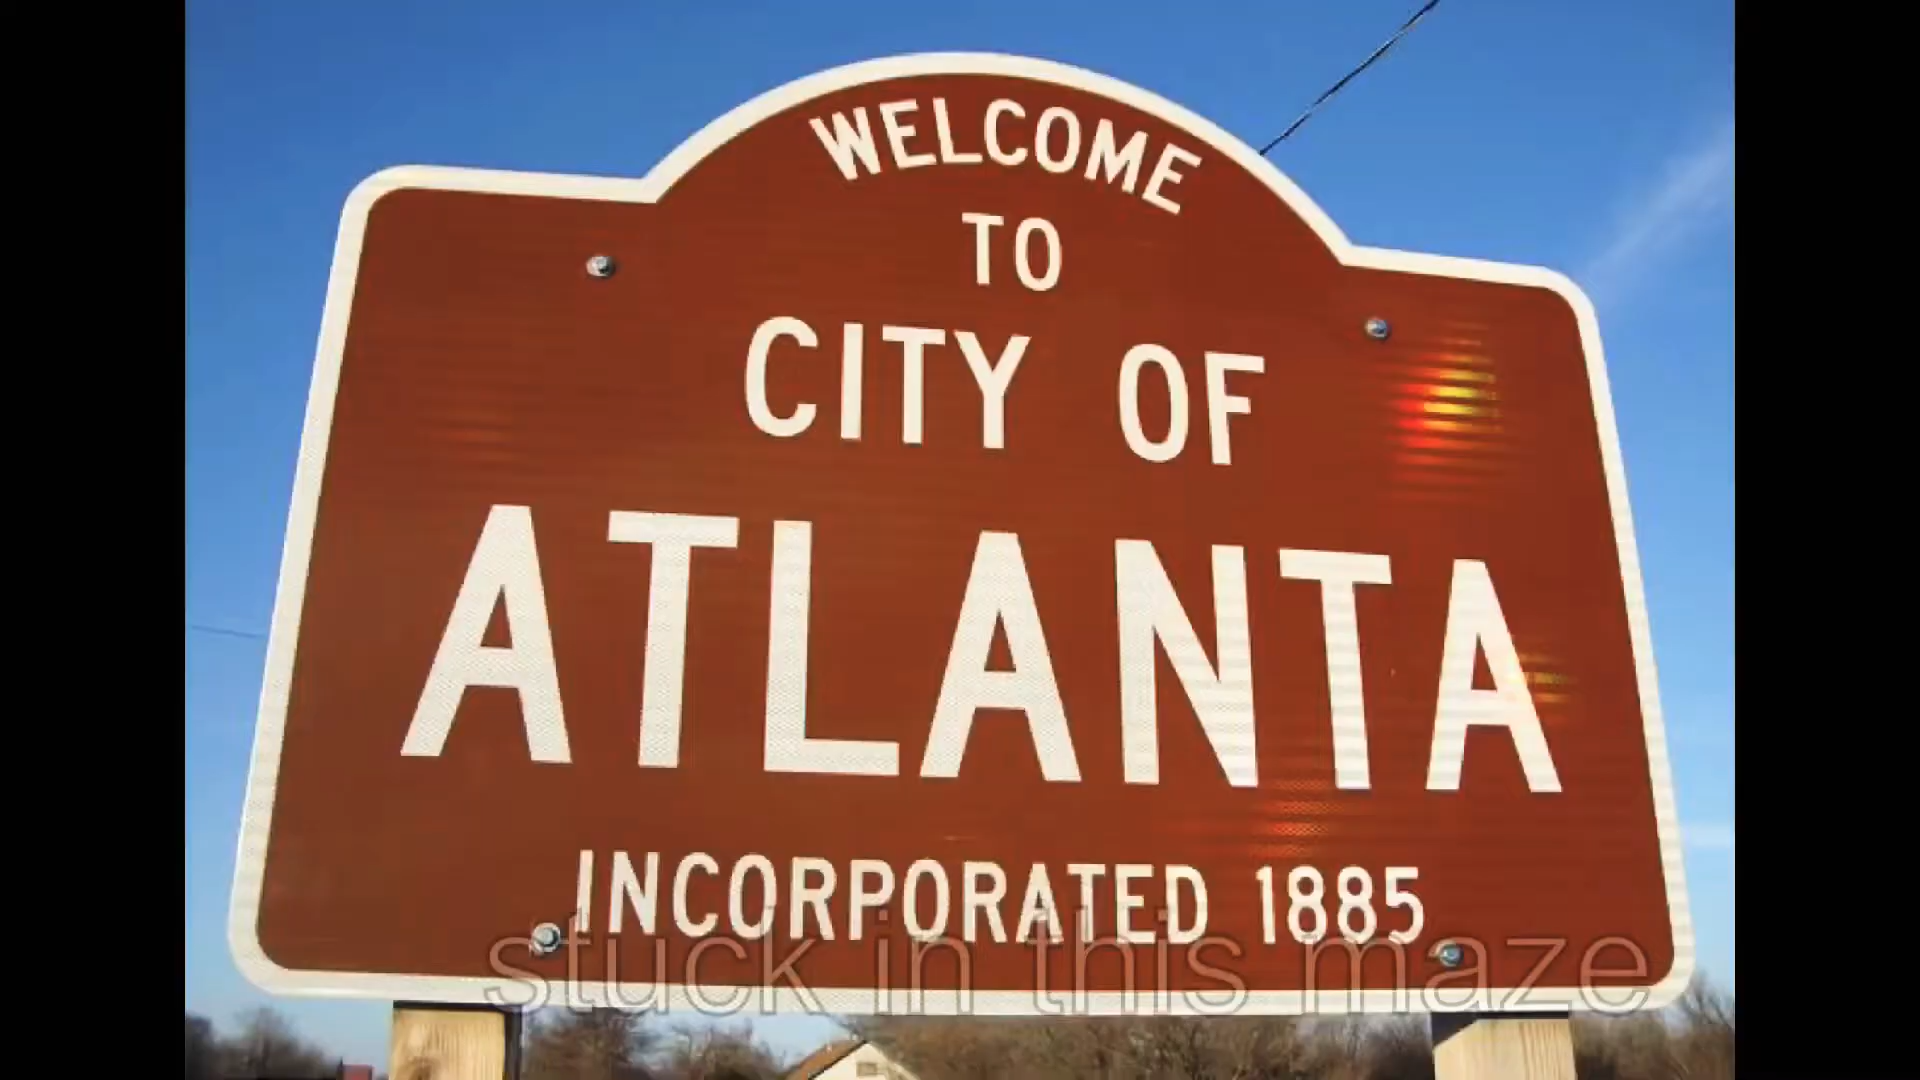 WELCOME
TO
CITY OF
ATLANTA
INCORPORATED 1885
stuck in this maze